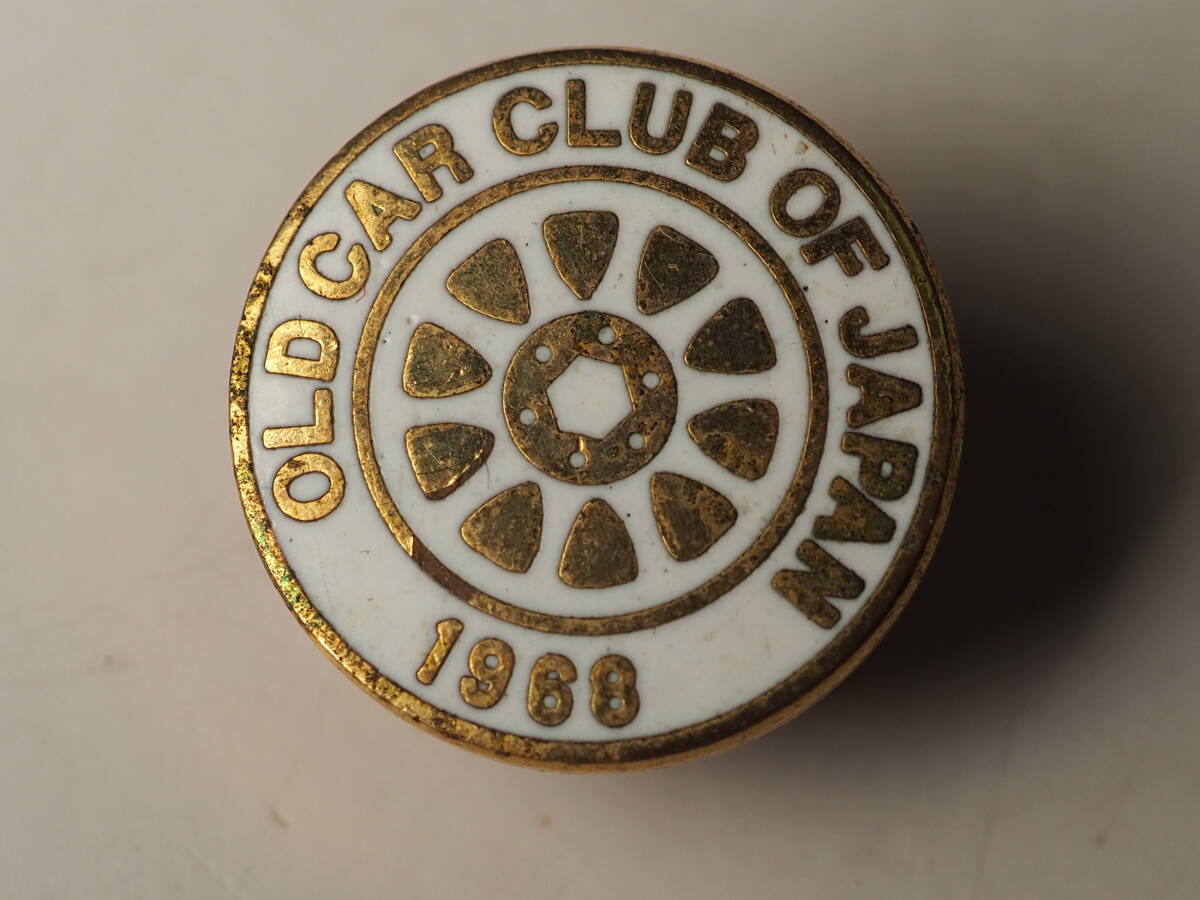 OLD CAR CLUB OF JAPAN
1968